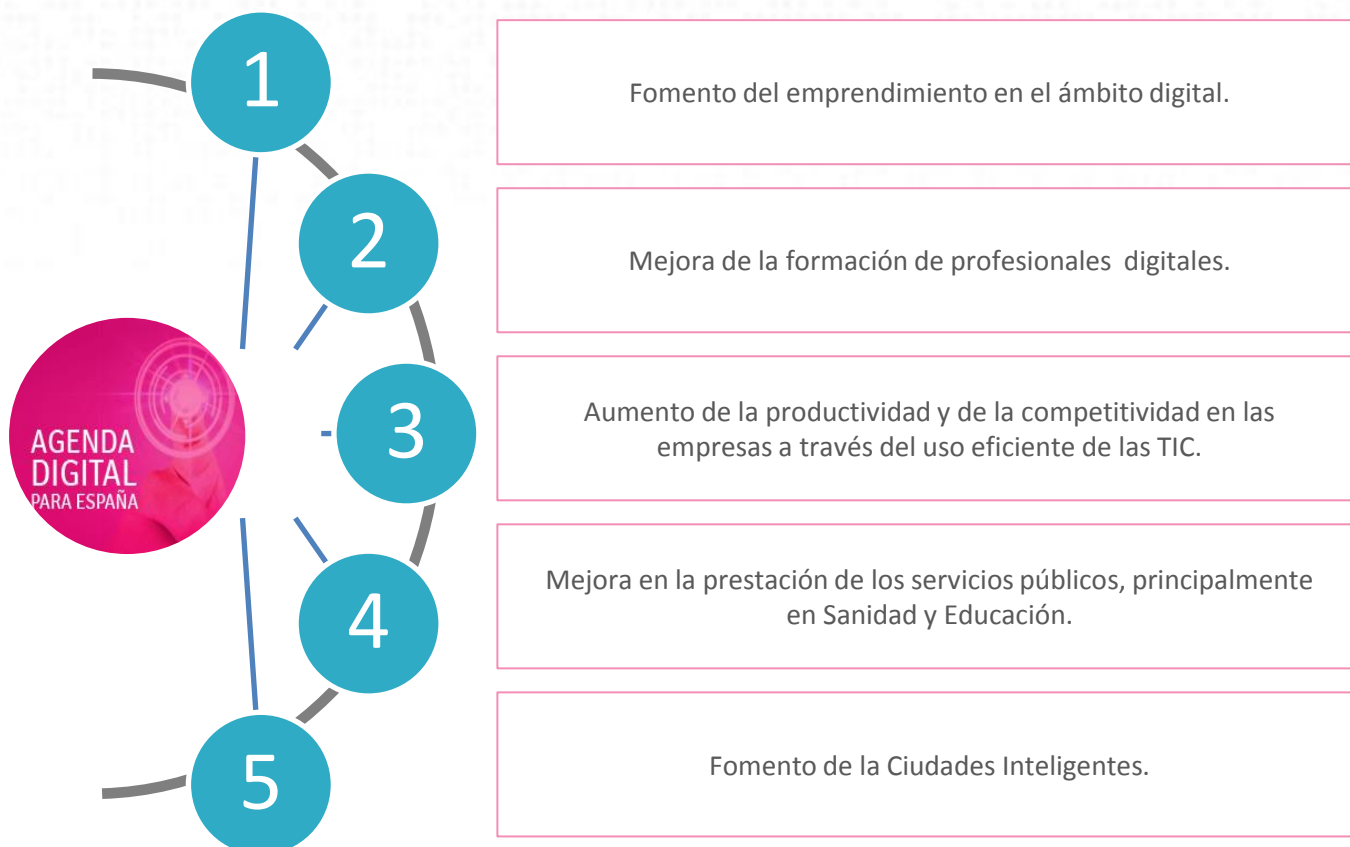 1
Fomento del emprendimiento en el ámbito digital.
2
Mejora de la formación de profesionales  digitales.
AGENDA
DIGITAL
PARA ESPAÑA
3
Aumento de la productividad y de la competitividad en las
empresas a través del uso eficiente de las TIC.
4
Mejora en la prestación de los servicios públicos, principalmente
en Sanidad y Educación.
5
Fomento de la Ciudades Inteligentes.